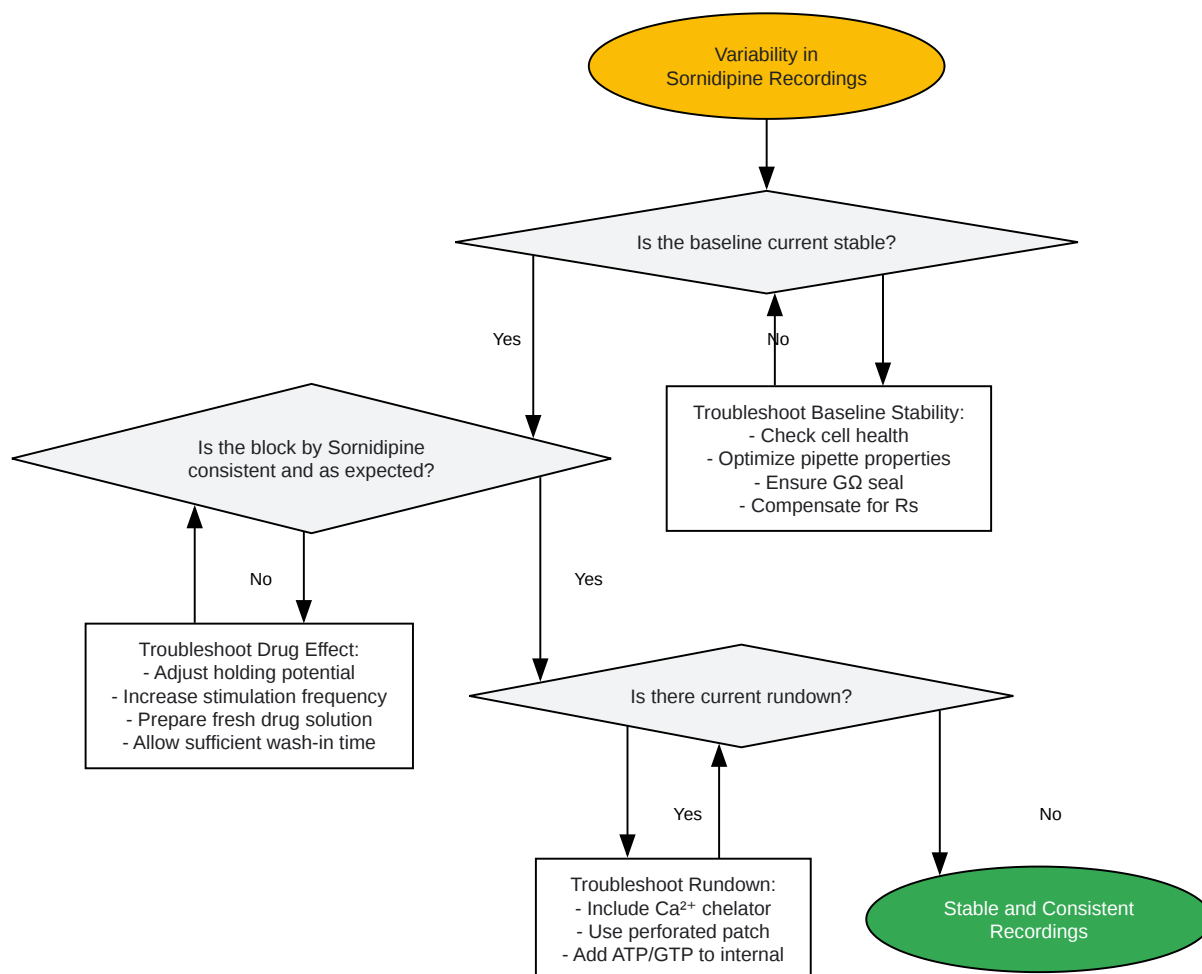 Variability in
Sornidipine Recordings
Is the baseline current stable?
Yes
No
Troubleshoot Baseline Stability:
- Check cell health
- Optimize pipette properties
- Ensure GΩ seal
- Compensate for Rs
Is the block by Sornidipine
consistent and as expected?
No
Yes
Troubleshoot Drug Effect:
- Adjust holding potential
- Increase stimulation frequency
- Prepare fresh drug solution
- Allow sufficient wash-in time
Is there current rundown?
Yes
No
Troubleshoot Rundown:
- Include Ca²⁺ chelator
- Use perforated patch
- Add ATP/GTP to internal
Stable and Consistent
Recordings